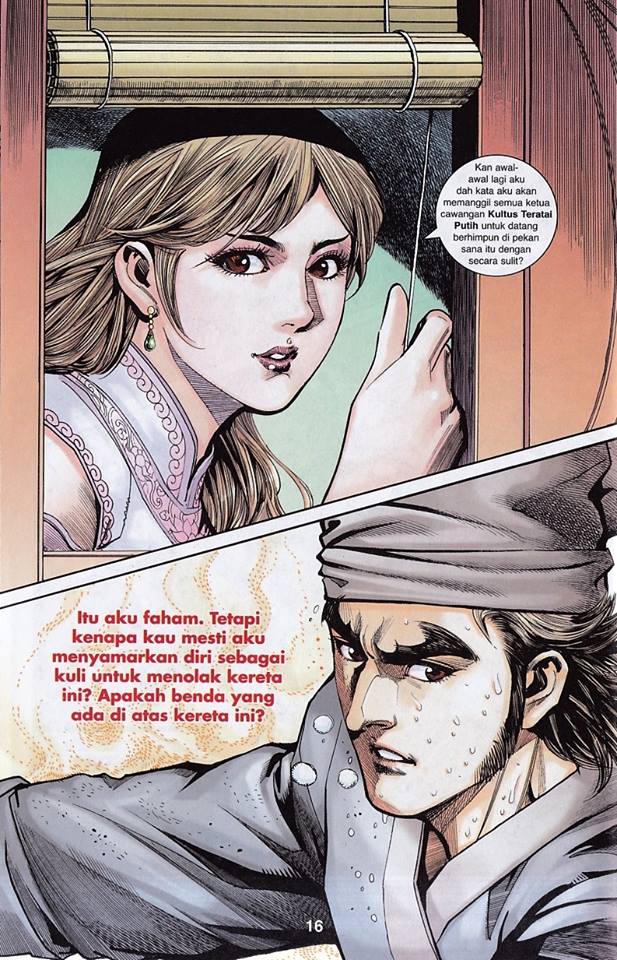 Kan awal-
awal lagi aku
dah kata aku akan
memanggil semua ketua
cawangan Kultus Teratai
Putih untuk datang
berhimpun di pekan
sana itu dengan
secara sulit?
Itu aku faham. Tetapi
kenapa kau mesti aku
menyamarkan diri sebagai
kuli untuk menolak kereta
ini? Apakah benda yang
ada di atas kereta ini?
16